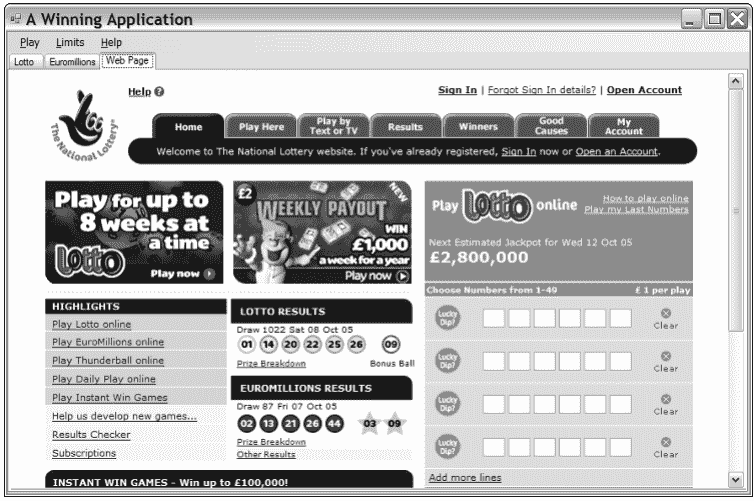 A Winning Application
Play Limits Help
Lotto Euromillions Web Page
The National Lottery®
Help ?
Sign In | Forgot Sign In details? | Open Account
Home
Play Here
Play by
Text or TV
Results
Winners
Good
Causes
My
Account
Welcome to The National Lottery website. If you've already registered, Sign In now or Open an Account.
Play for up to
8 weeks at
a time
Lotto
Play now
£2
WEEKLY PAYOUT
NEW
WIN
£1,000
a week for a year
Play now
Play Lotto online
How to play online
Play my Last Numbers
Next Estimated Jackpot for Wed 12 Oct 05
£2,800,000
Choose Numbers from 1-49 £ 1 per play
Lucky
Dip?
Clear
Lucky
Dip?
Clear
Lucky
Dip?
Clear
Lucky
Dip?
Clear
Add more lines
HIGHLIGHTS
Play Lotto online
Play EuroMillions online
Play Thunderball online
Play Daily Play online
Play Instant Win Games
Help us develop new games...
Results Checker
Subscriptions
LOTTO RESULTS
Draw 1022 Sat 08 Oct 05
01 14 20 22 25 26 09
Prize Breakdown Bonus Ball
EUROMILLIONS RESULTS
Draw 87 Fri 07 Oct 05
02 13 21 26 44 03 09
Prize Breakdown
Other Results
INSTANT WIN GAMES - Win up to £100,000!